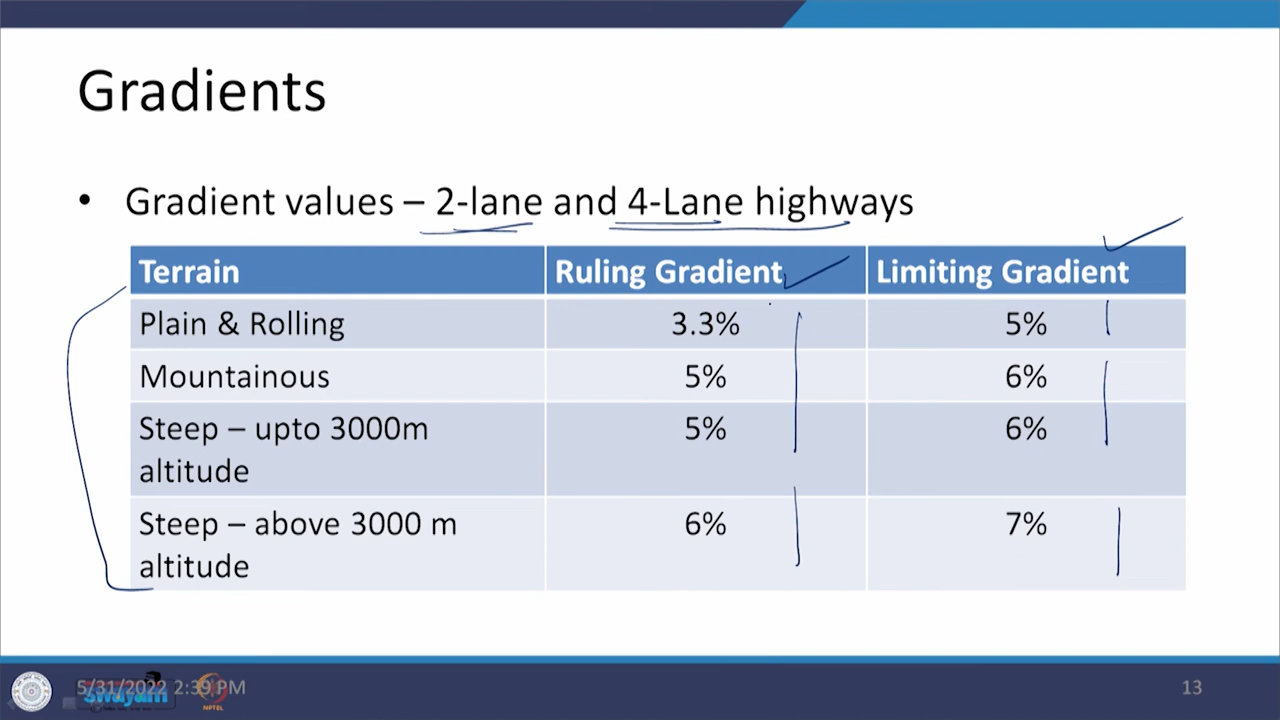 Gradients
• Gradient values – 2-lane and 4-Lane highways
Terrain Ruling Gradient Limiting Gradient
Plain & Rolling 3.3% 5%
Mountainous 5% 6%
Steep – upto 3000m altitude 5% 6%
Steep – above 3000 m altitude 6% 7%
5/31/2022 2:39 PM
swayam
NPTEL
13